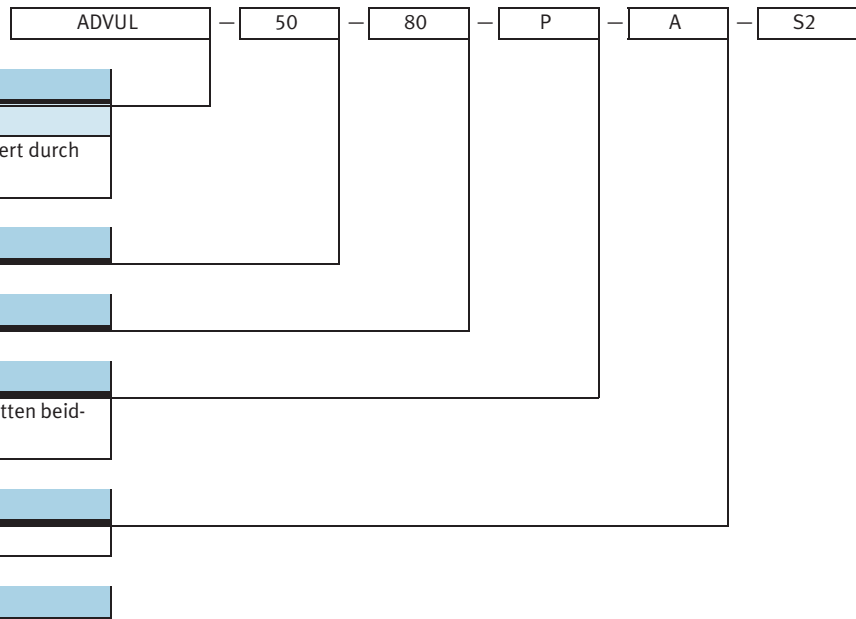 ADVUL – 50 – 80 – P – A – S2
ert durch
tten beid-